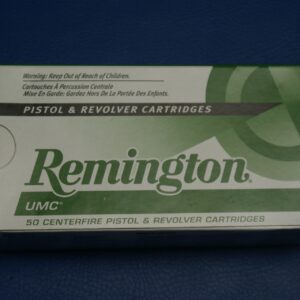 Warning: Keep Out of Reach of Children.
Cartouches À Percussion Centrale
Mise En Garde: Gardez Hors De La Portée Des Enfants.
PISTOL & REVOLVER CARTRIDGES
Remington®
UMC®
50 CENTERFIRE PISTOL & REVOLVER CARTRIDGES